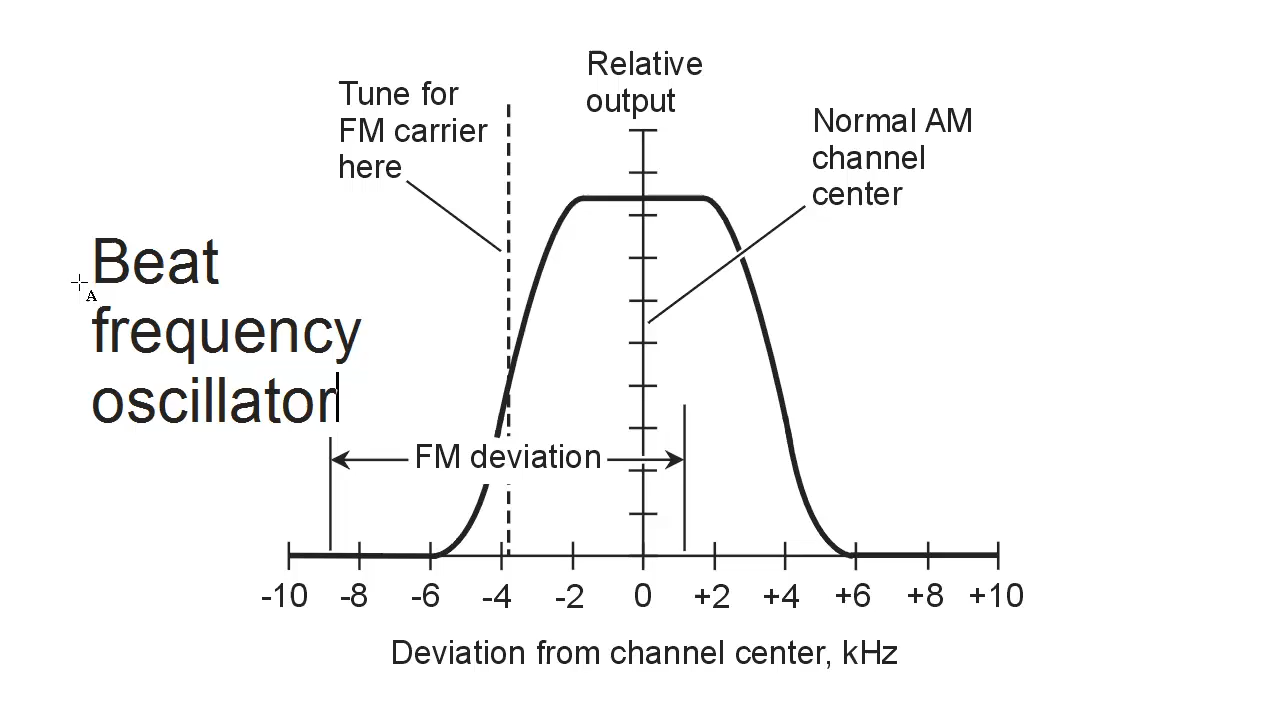 Relative
output
Tune for
FM carrier
here
Normal AM
channel
center
Beat
frequency
oscillator
A
FM deviation
-10 -8 -6 -4 -2 0 +2 +4 +6 +8 +10
Deviation from channel center, kHz